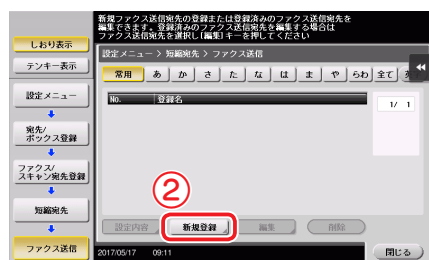 新規ファクス送信宛先の登録または登録済みのファクス送信宛先を
編集できます。登録済みのファクス送信宛先を編集する場合は
ファクス送信宛先を選択し[編集]キーを押してください
しおり表示
テンキー表示
設定メニュー
宛先/
ボックス登録
ファクス/
スキャン宛先登録
短縮宛先
ファクス送信
設定メニュー > 短縮宛先 > ファクス送信
常用 あ か さ た な は ま や らわ 全て
No. 登録名
1/ 1
②
設定内容 新規登録 編集 削除
2017/05/17 09:11
閉じる